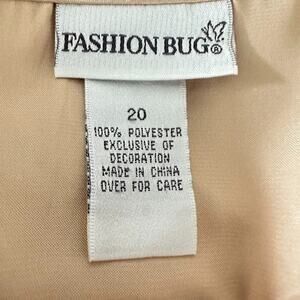 FASHION BUG®
20
100% POLYESTER
EXCLUSIVE OF
DECORATION
MADE IN CHINA
OVER FOR CARE